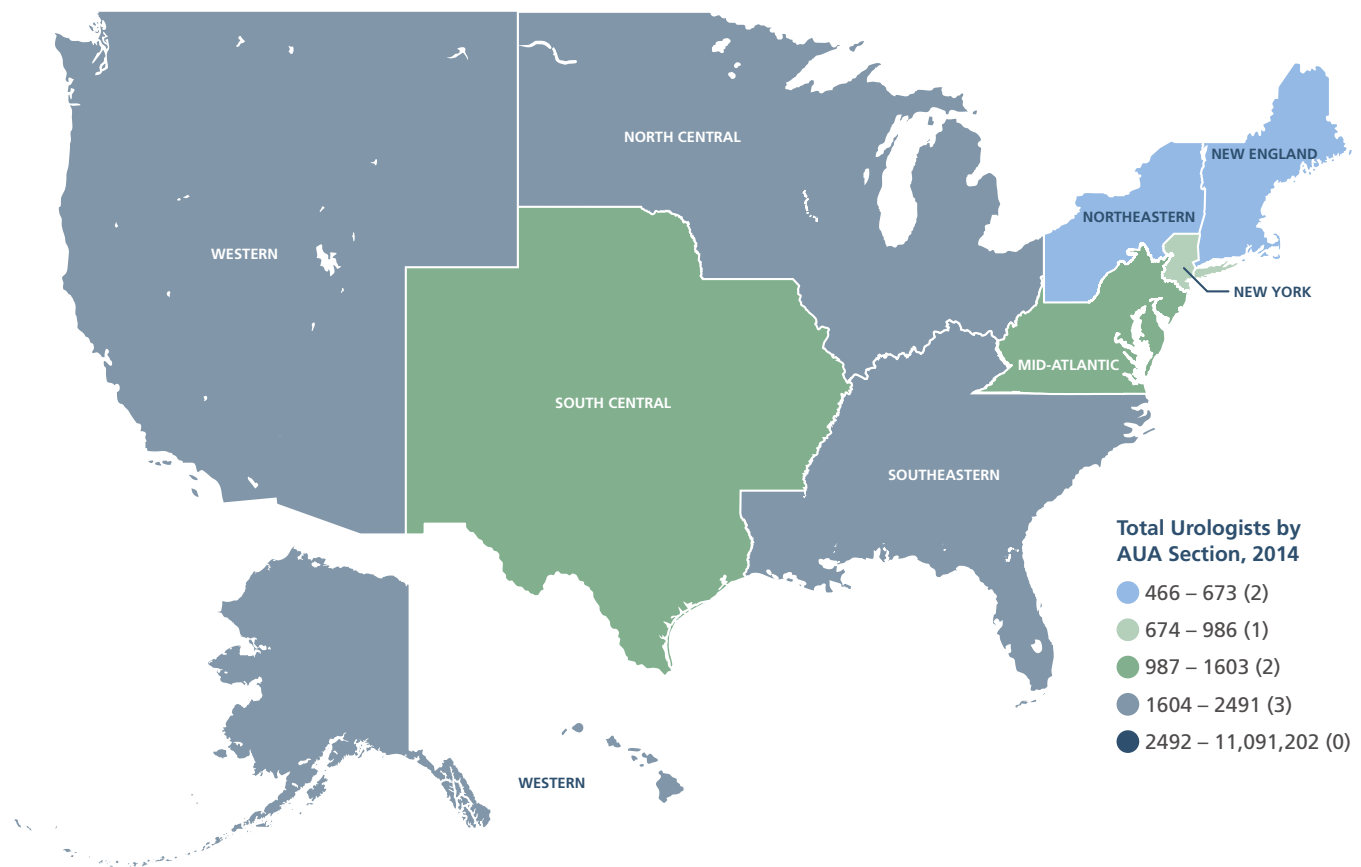 NORTH CENTRAL
NEW ENGLAND
NORTHEASTERN
WESTERN
NEW YORK
MID-ATLANTIC
SOUTH CENTRAL
SOUTHEASTERN
Total Urologists by
AUA Section, 2014
466 – 673 (2)
674 – 986 (1)
987 – 1603 (2)
1604 – 2491 (3)
2492 – 11,091,202 (0)
WESTERN